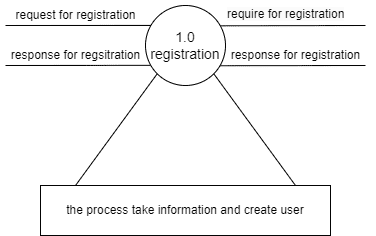 request for registration
require for registration
1.0
response for regsitration
registration
response for registration
the process take information and create user